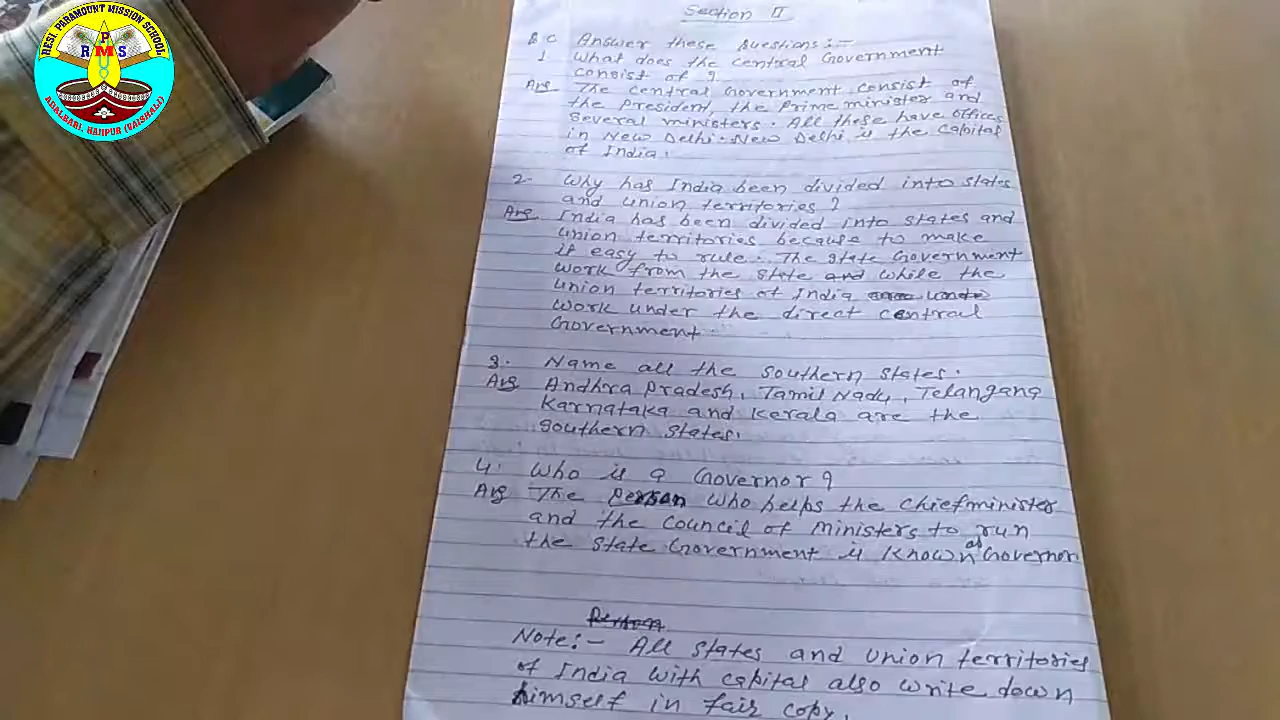 RESI PARAMOUNT MISSION SCHOOL
P
R M S
ADALBARI, HAJIPUR (VAISHALI)
Section II
Q.C Answer these Questions :-
1. What does the central Government
consist of ?
Ans The central Government consist of
the President, the Prime minister and
several ministers. All these have offices
in New Delhi. New Delhi is the capital
of India.
2. Why has India been divided into states
and union territories ?
Ans India has been divided into states and
union territories because to make
it easy to rule. The state Government
work from the state and while the
union territories of India
work under the direct central
Government.
3. Name all the southern states.
Ans Andhra Pradesh, Tamil Nadu, Telangana
Karnataka and Kerala are the
southern states.
4. Who is a Governor ?
Ans The person who helps the chiefminister
and the council of ministers to run
the state Government is known as Governor
Person
Note:- All states and union territories
of India with capital also write down
himself in fair copy.